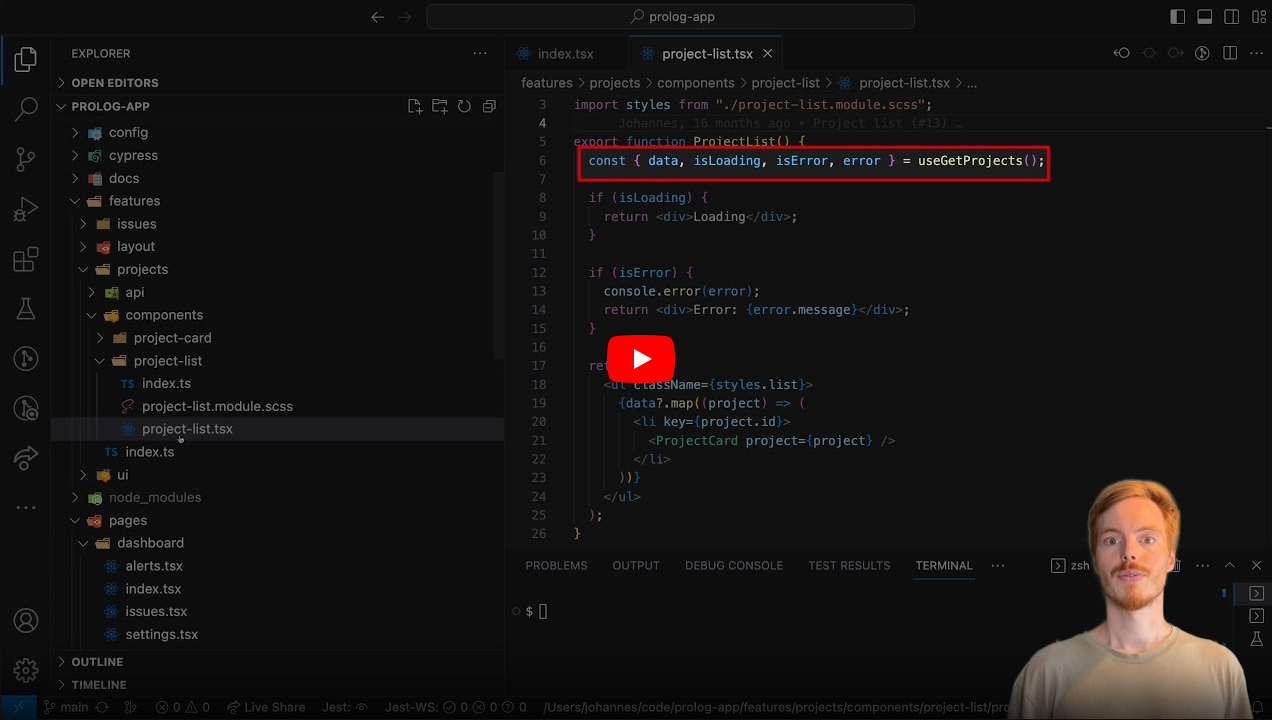 prolog-app
EXPLORER
OPEN EDITORS
PROLOG-APP
config
cypress
docs
features
issues
layout
projects
api
components
project-card
project-list
TS index.ts
project-list.module.scss
project-list.tsx
TS index.ts
ui
node_modules
pages
dashboard
alerts.tsx
index.tsx
issues.tsx
settings.tsx
OUTLINE
TIMELINE
index.tsx
project-list.tsx
features > projects > components > project-list > project-list.tsx > ...
3 import styles from "./project-list.module.scss";
4 Johannes, 16 months ago • Project list (#13) …
5 export function ProjectList() {
6 const { data, isLoading, isError, error } = useGetProjects();
7
8 if (isLoading) {
9 return <div>Loading</div>;
10 }
11
12 if (isError) {
13 console.error(error);
14 return <div>Error: {error.message}</div>;
15 }
16
17 ret
18 <ul className={styles.list}>
19 {data?.map((project) => (
20 <li key={project.id}>
21 <ProjectCard project={project} />
22 </li>
23 ))}
24 </ul>
25 );
26 }
PROBLEMS OUTPUT DEBUG CONSOLE TEST RESULTS TERMINAL
zsh
$
main 0 0 Live Share Jest: Jest-WS: 0 0 0 /Users/johannes/code/prolog-app/features/projects/components/project-list/pro